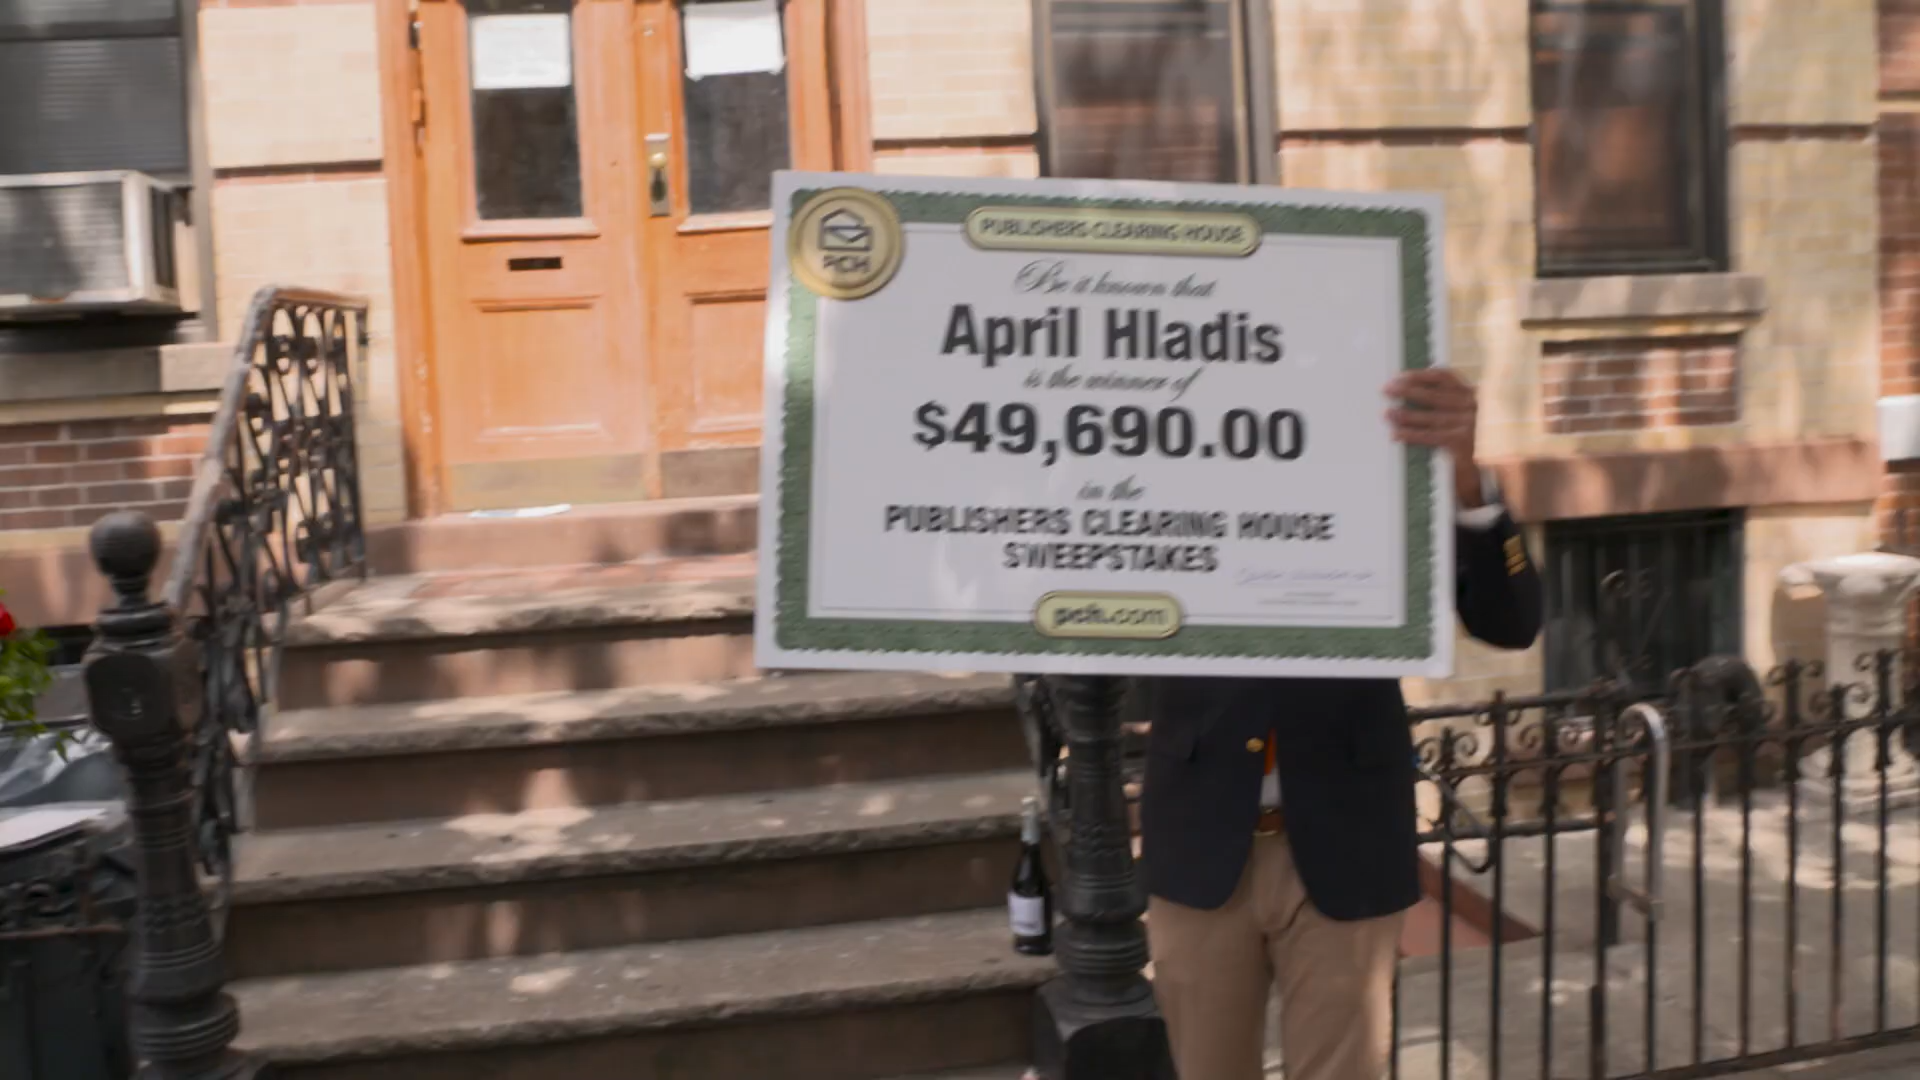 PCH
PUBLISHERS CLEARING HOUSE
Be it known that
April Hladis
is the winner of
$49,690.00
in the
PUBLISHERS CLEARING HOUSE
SWEEPSTAKES
pch.com